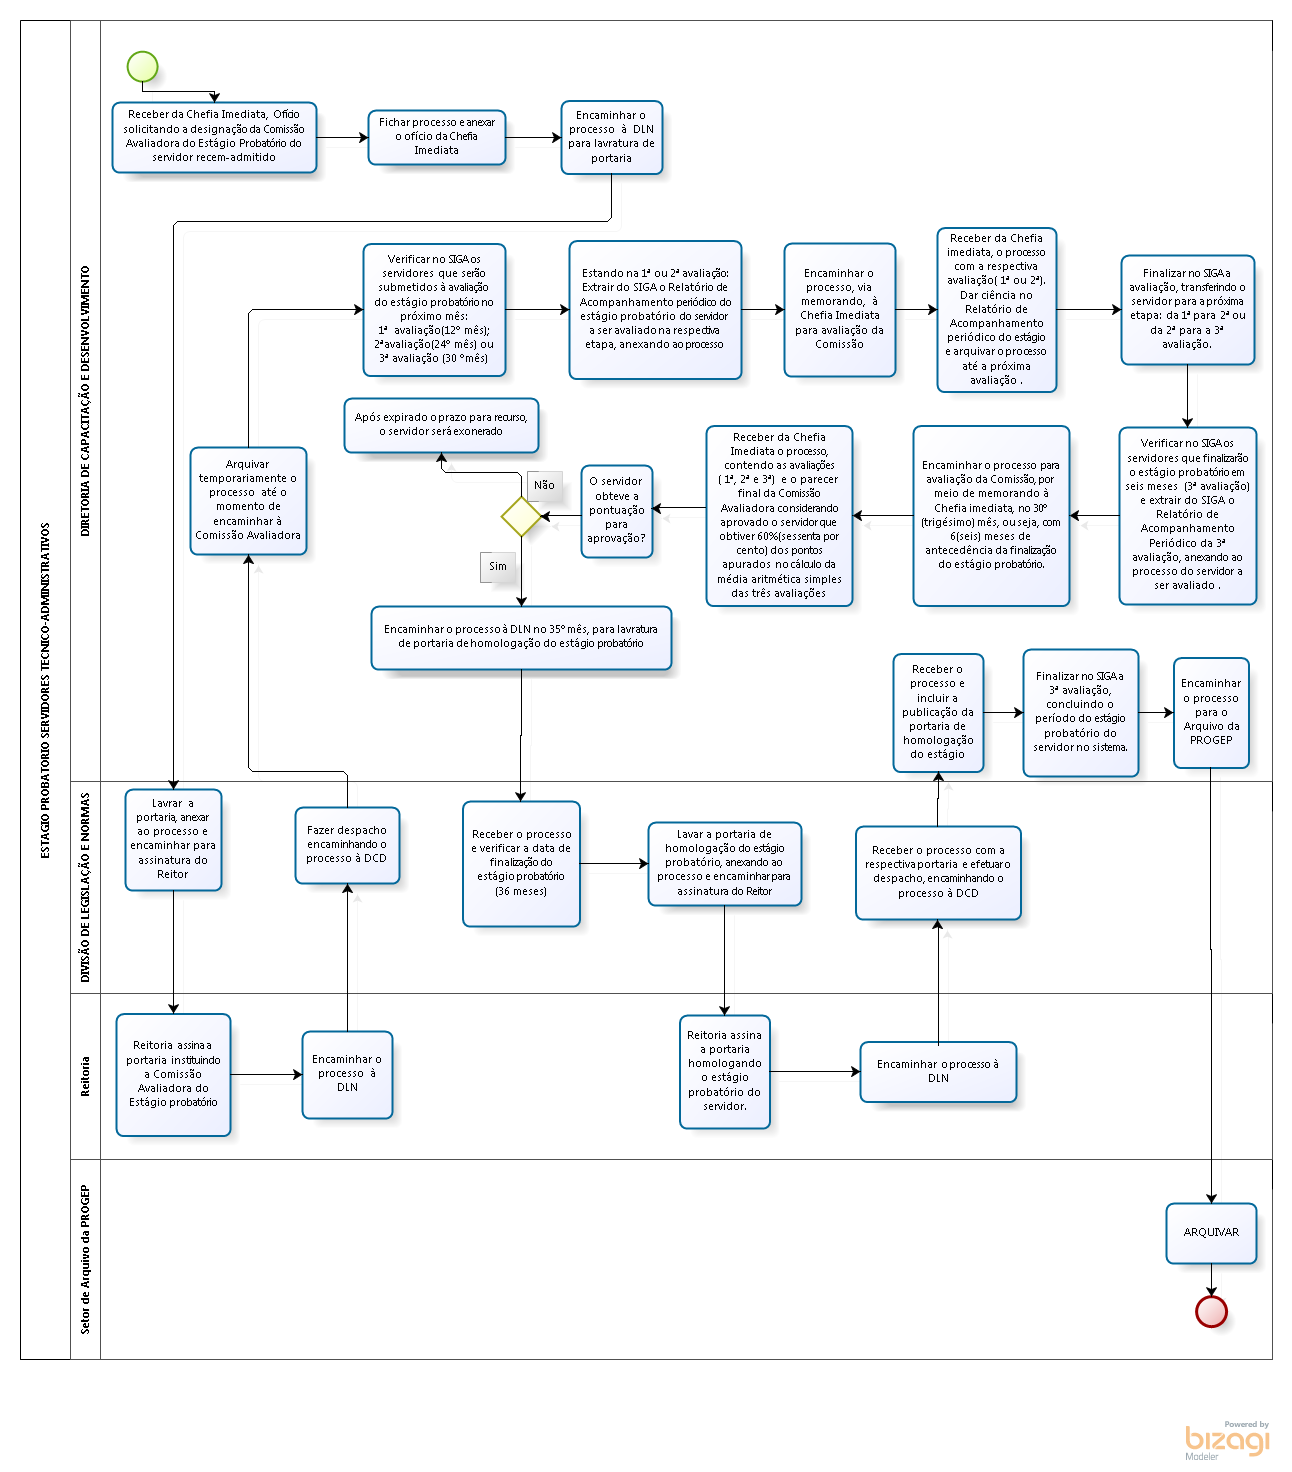 ESTAGIO PROBATORIO SERVIDORES TECNICO-ADMINISTRATIVOS
DIRETORIA DE CAPACITAÇÃO E DESENVOLVIMENTO
Receber da Chefia Imediata, Ofício
solicitando a designação da Comissão
Avaliadora do Estágio Probatório do
servidor recem-admitido
Fichar processo e anexar
o ofício da Chefia
Imediata
Encaminhar o
processo à DLN
para lavratura de
portaria
Verificar no SIGA os
servidores que serão
submetidos à avaliação
do estágio probatório no
próximo mês:
1ª avaliação(12° mês);
2ªavaliação(24° mês) ou
3ª avaliação (30 °mês)
Estando na 1ª ou 2ª avaliação:
Extrair do SIGA o Relatório de
Acompanhamento periódico do
estágio probatório do servidor
a ser avaliado na respectiva
etapa, anexando ao processo
Encaminhar o
processo, via
memorando, à
Chefia Imediata
para avaliação da
Comissão
Receber da Chefia
imediata, o processo
com a respectiva
avaliação( 1ª ou 2ª).
Dar ciência no
Relatório de
Acompanhamento
periódico do estágio
e arquivar o processo
até a próxima
avaliação .
Finalizar no SIGA a
avaliação, transferindo o
servidor para a próxima
etapa: da 1ª para 2ª ou
da 2ª para a 3ª
avaliação.
Após expirado o prazo para recurso,
o servidor será exonerado
Arquivar
temporariamente o
processo até o
momento de
encaminhar à
Comissão Avaliadora
Não
Sim
O servidor
obteve a
pontuação
para
aprovação?
Receber da Chefia
Imediata o processo,
contendo as avaliações
( 1ª, 2ª e 3ª) e o parecer
final da Comissão
Avaliadora considerando
aprovado o servidor que
obtiver 60%(sessenta por
cento) dos pontos
apurados no cálculo da
média aritmética simples
das três avaliações
Encaminhar o processo para
avaliação da Comissão, por
meio de memorando à
Chefia imediata, no 30°
(trigésimo) mês, ou seja, com
6(seis) meses de
antecedência da finalização
do estágio probatório.
Verificar no SIGA os
servidores que finalizarão
o estágio probatório em
seis meses (3ª avaliação)
e extrair do SIGA o
Relatório de
Acompanhamento
Periódico da 3ª
avaliação, anexando ao
processo do servidor a
ser avaliado .
Encaminhar o processo à DLN no 35° mês, para lavratura
de portaria de homologação do estágio probatório
Receber o
processo e
incluir a
publicação da
portaria de
homologação
do estágio
Finalizar no SIGA a
3ª avaliação,
concluindo o
período do estágio
probatório do
servidor no sistema.
Encaminhar
o processo
para o
Arquivo da
PROGEP
DIVISÃO DE LEGISLAÇÃO E NORMAS
Lavrar a
portaria, anexar
ao processo e
encaminhar para
assinatura do
Reitor
Fazer despacho
encaminhando o
processo à DCD
Receber o processo
e verificar a data de
finalização do
estágio probatório
(36 meses)
Lavar a portaria de
homologação do estágio
probatório, anexando ao
processo e encaminhar para
assinatura do Reitor
Receber o processo com a
respectiva portaria e efetuar o
despacho, encaminhando o
processo à DCD
Reitoria
Reitoria assina a
portaria instituindo
a Comissão
Avaliadora do
Estágio probatório
Encaminhar o
processo à
DLN
Reitoria assina
a portaria
homologando
o estágio
probatório do
servidor.
Encaminhar o processo à
DLN
Setor de Arquivo da PROGEP
ARQUIVAR
Powered by
bizagi
Modeler